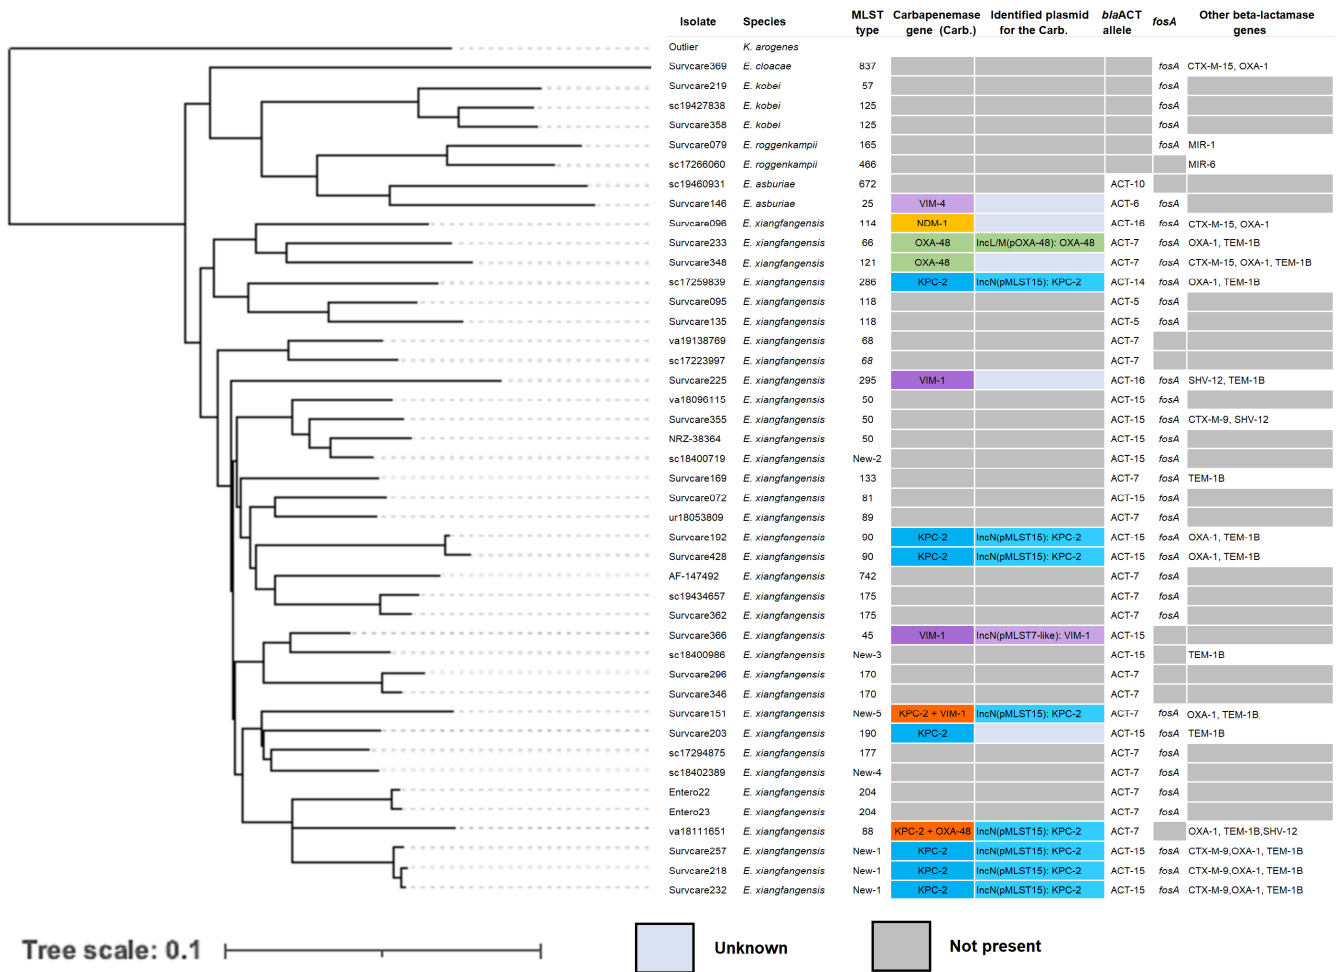 Isolate Species MLST type Carbapenemase gene (Carb.) Identified plasmid for the Carb. blaACT allele fosA Other beta-lactamase genes
Outlier K. arogenes
Survcare369 E. cloacae 837 fosA CTX-M-15, OXA-1
Survcare219 E. kobei 57 fosA
sc19427838 E. kobei 125 fosA
Survcare358 E. kobei 125 fosA
Survcare079 E. roggenkampii 165 fosA MIR-1
sc17266060 E. roggenkampii 466 MIR-6
sc19460931 E. asburiae 672 ACT-10
Survcare146 E. asburiae 25 VIM-4 ACT-6 fosA
Survcare096 E. xiangfangensis 114 NDM-1 ACT-16 fosA CTX-M-15, OXA-1
Survcare233 E. xiangfangensis 66 OXA-48 IncL/M(pOXA-48): OXA-48 ACT-7 fosA OXA-1, TEM-1B
Survcare348 E. xiangfangensis 121 OXA-48 ACT-7 fosA CTX-M-15, OXA-1, TEM-1B
sc17259839 E. xiangfangensis 286 KPC-2 IncN(pMLST15): KPC-2 ACT-14 fosA OXA-1, TEM-1B
Survcare095 E. xiangfangensis 118 ACT-5 fosA
Survcare135 E. xiangfangensis 118 ACT-5 fosA
va19138769 E. xiangfangensis 68 ACT-7
sc17223997 E. xiangfangensis 68 ACT-7
Survcare225 E. xiangfangensis 295 VIM-1 ACT-16 fosA SHV-12, TEM-1B
va18096115 E. xiangfangensis 50 ACT-15 fosA
Survcare355 E. xiangfangensis 50 ACT-15 fosA CTX-M-9, SHV-12
NRZ-38364 E. xiangfangensis 50 ACT-15 fosA
sc18400719 E. xiangfangensis New-2 ACT-15 fosA
Survcare169 E. xiangfangensis 133 ACT-7 fosA TEM-1B
Survcare072 E. xiangfangensis 81 ACT-15 fosA
ur18053809 E. xiangfangensis 89 ACT-7 fosA
Survcare192 E. xiangfangensis 90 KPC-2 IncN(pMLST15): KPC-2 ACT-15 fosA OXA-1, TEM-1B
Survcare428 E. xiangfangensis 90 KPC-2 IncN(pMLST15): KPC-2 ACT-15 fosA OXA-1, TEM-1B
AF-147492 E. xiangfangensis 742 ACT-7 fosA
sc19434657 E. xiangfangensis 175 ACT-7 fosA
Survcare362 E. xiangfangensis 175 ACT-7 fosA
Survcare366 E. xiangfangensis 45 VIM-1 IncN(pMLST7-like): VIM-1 ACT-15
sc18400986 E. xiangfangensis New-3 ACT-15 TEM-1B
Survcare296 E. xiangfangensis 170 ACT-7
Survcare346 E. xiangfangensis 170 ACT-7
Survcare151 E. xiangfangensis New-5 KPC-2 + VIM-1 IncN(pMLST15): KPC-2 ACT-7 fosA OXA-1, TEM-1B
Survcare203 E. xiangfangensis 190 KPC-2 ACT-15 fosA TEM-1B
sc17294875 E. xiangfangensis 177 ACT-7 fosA
sc18402389 E. xiangfangensis New-4 ACT-7 fosA
Entero22 E. xiangfangensis 204 ACT-7 fosA
Entero23 E. xiangfangensis 204 ACT-7 fosA
va18111651 E. xiangfangensis 88 KPC-2 + OXA-48 IncN(pMLST15): KPC-2 ACT-7 OXA-1, TEM-1B,SHV-12
Survcare257 E. xiangfangensis New-1 KPC-2 IncN(pMLST15): KPC-2 ACT-15 fosA CTX-M-9,OXA-1, TEM-1B
Survcare218 E. xiangfangensis New-1 KPC-2 IncN(pMLST15): KPC-2 ACT-15 fosA CTX-M-9,OXA-1, TEM-1B
Survcare232 E. xiangfangensis New-1 KPC-2 IncN(pMLST15): KPC-2 ACT-15 fosA CTX-M-9,OXA-1, TEM-1B
Tree scale: 0.1 Unknown Not present